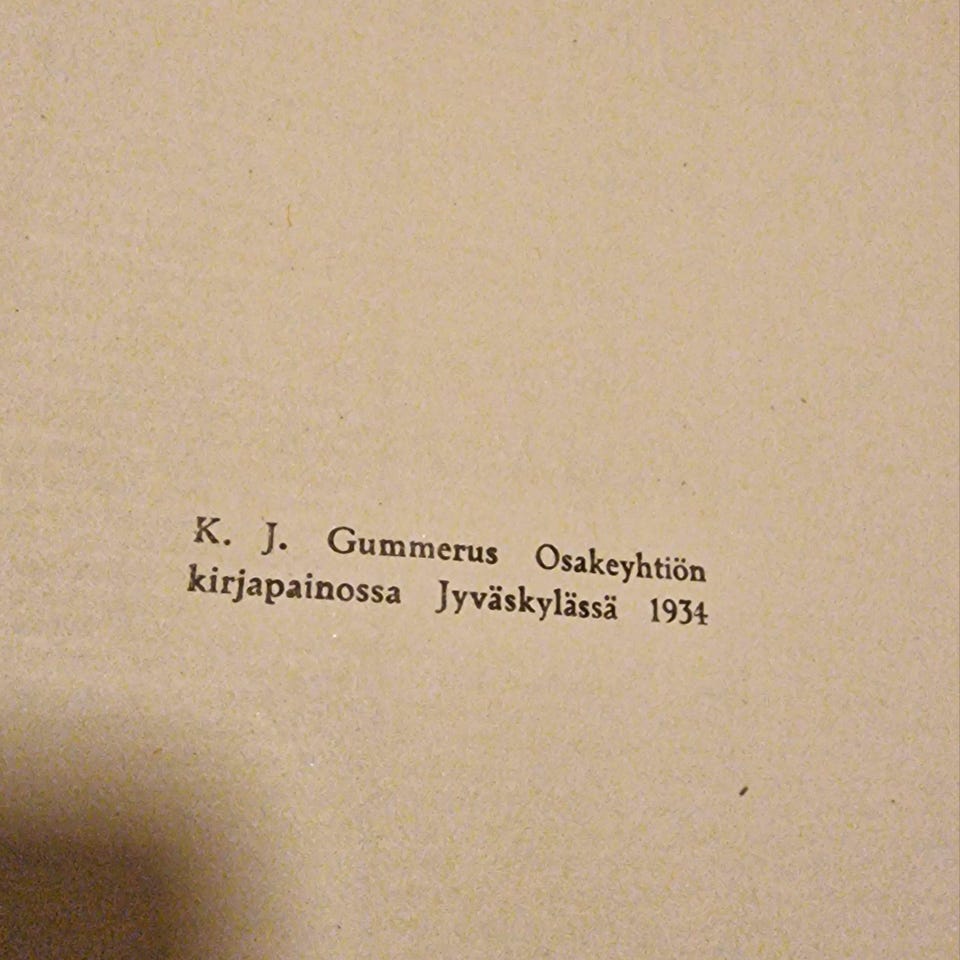 K. J. Gummerus Osakeyhtiön
kirjapainossa Jyväskylässä 1934